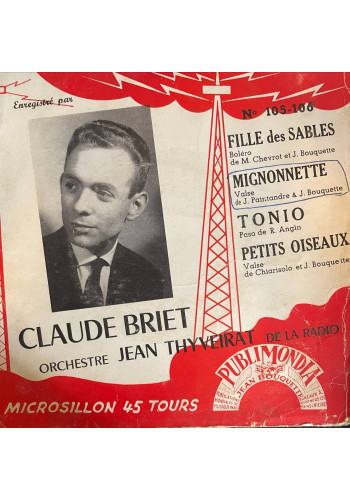 Enregistré par
No 105-106
FILLE des SABLES
Boléro
de M. Chevrot et J. Bouquette
MIGNONNETTE
Valse
de J. Paintandre & J. Bouquette
TONIO
Paso de R. Angin
PETITS OISEAUX
Valse
de Chiarisolo et J. Bouquette
CLAUDE BRIET
ORCHESTRE JEAN THYVEIRAT DE LA RADIO
PUBLIMONDIA
JEAN BOUQUETTE
MICROSILLON 45 TOURS